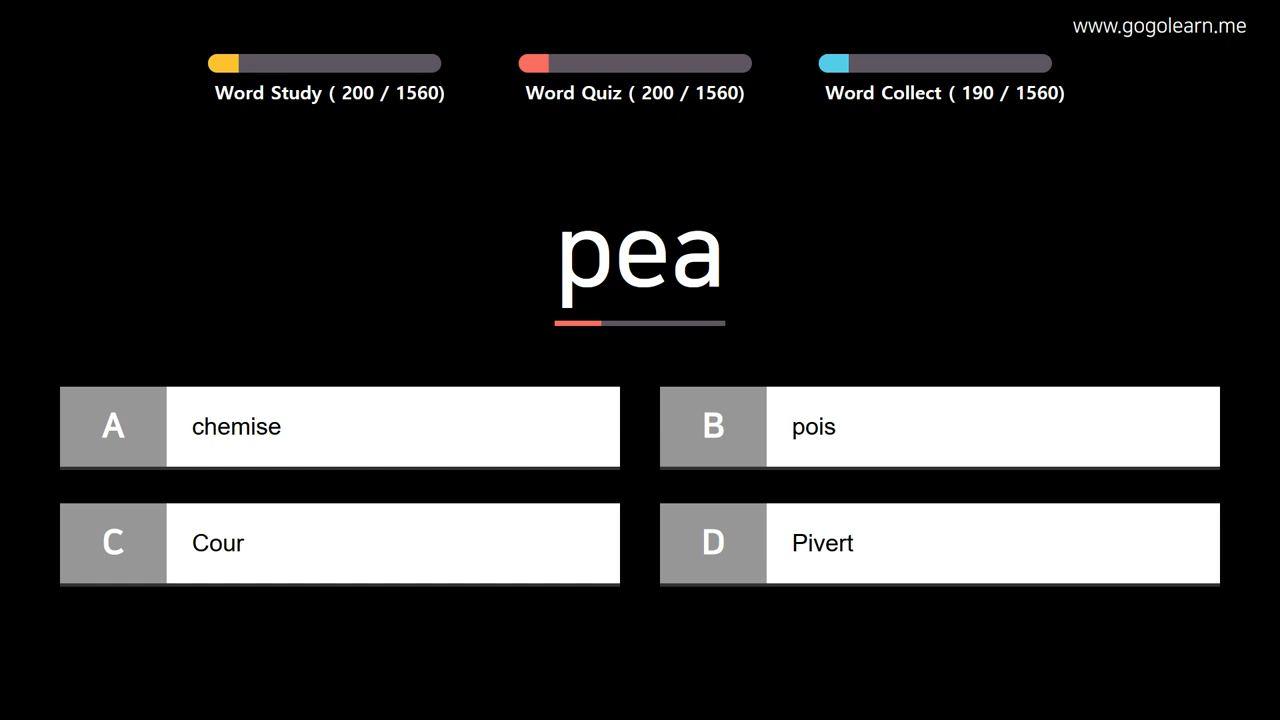 www.gogolearn.me
Word Study ( 200 / 1560)
Word Quiz ( 200 / 1560)
Word Collect ( 190 / 1560)
pea
A chemise
B pois
C Cour
D Pivert